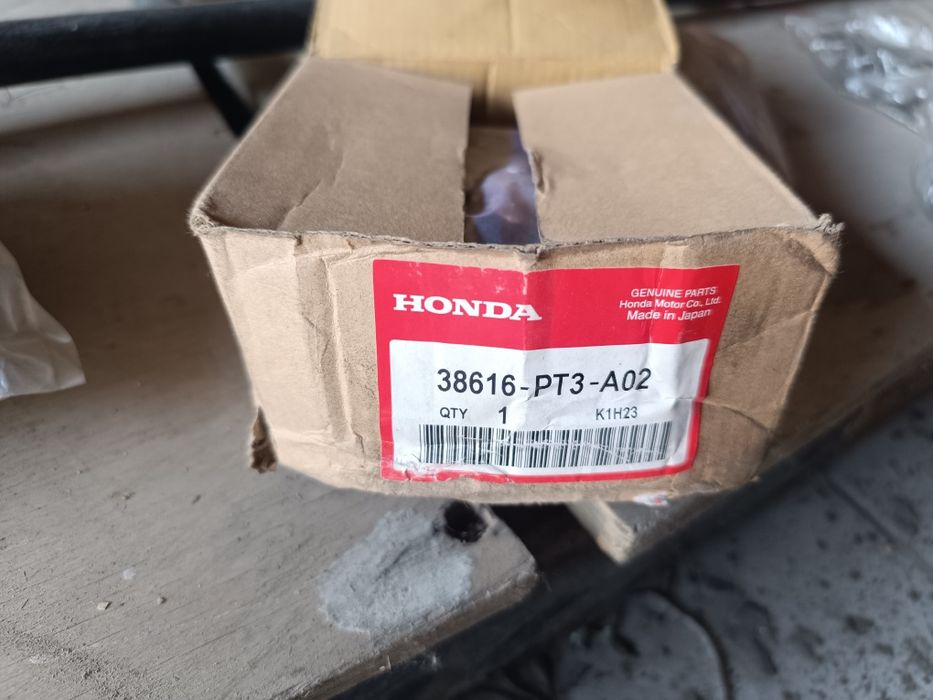 HONDA
GENUINE PARTS
Honda Motor Co., Ltd.
Made in Japan
38616-PT3-A02
QTY 1 K1H23